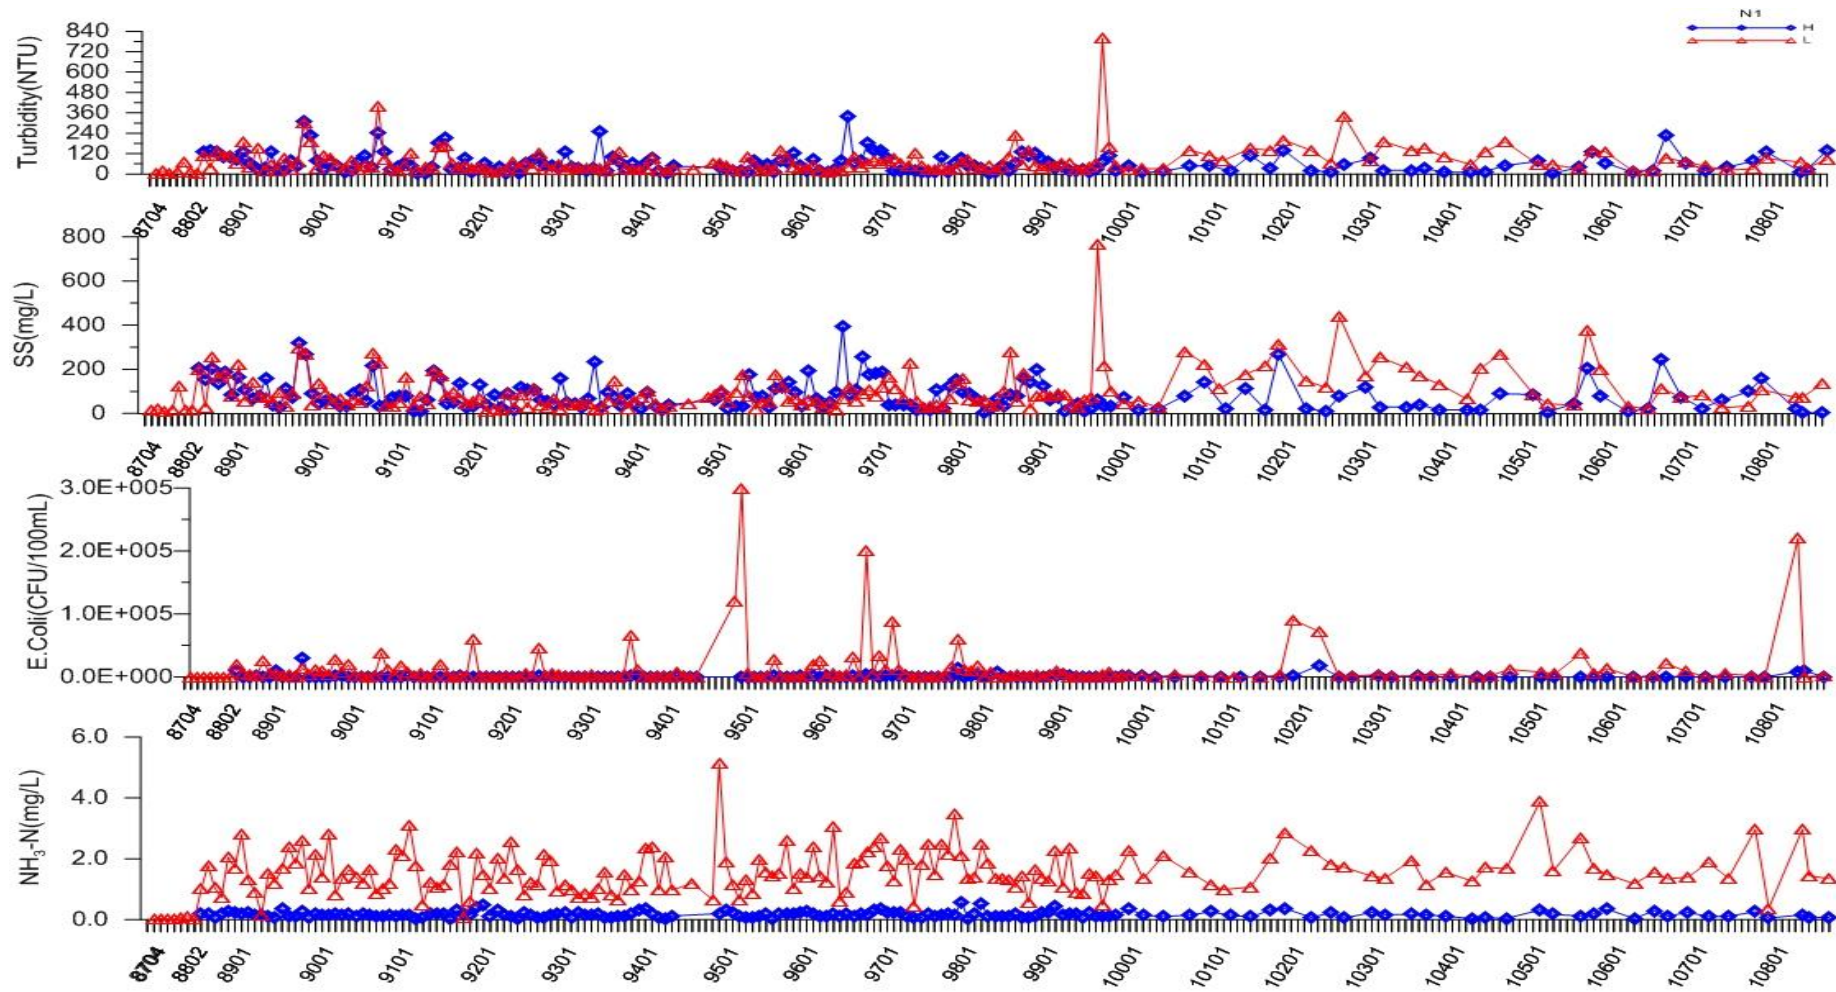 N1
H
L
Turbidity(NTU)
840
720
600
480
360
240
120
0
8704 8802 8901 9001 9101 9201 9301 9401 9501 9601 9701 9801 9901 10001 10101 10201 10301 10401 10501 10601 10701 10801
SS(mg/L)
800
600
400
200
0
8704 8802 8901 9001 9101 9201 9301 9401 9501 9601 9701 9801 9901 10001 10101 10201 10301 10401 10501 10601 10701 10801
E.Coli(CFU/100mL)
3.0E+005
2.0E+005
1.0E+005
0.0E+000
8704 8802 8901 9001 9101 9201 9301 9401 9501 9601 9701 9801 9901 10001 10101 10201 10301 10401 10501 10601 10701 10801
NH3-N(mg/L)
6.0
4.0
2.0
0.0
8704 8802 8901 9001 9101 9201 9301 9401 9501 9601 9701 9801 9901 10001 10101 10201 10301 10401 10501 10601 10701 10801